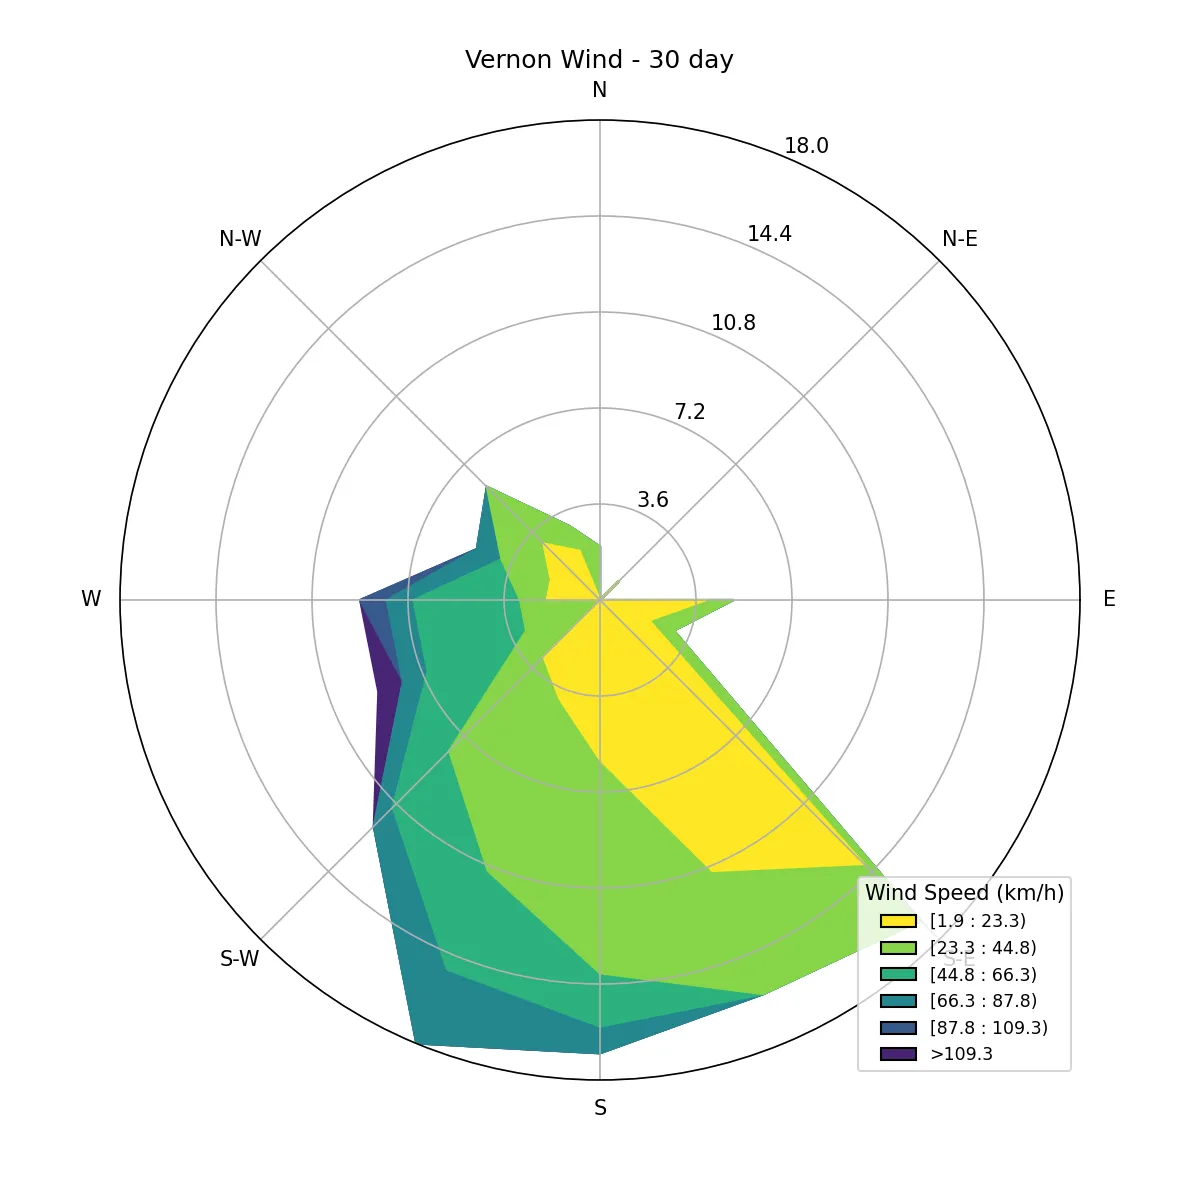 Vernon Wind - 30 day
N
18.0
14.4
N-W
N-E
10.8
7.2
3.6
W
E
Wind Speed (km/h)
[1.9 : 23.3)
[23.3 : 44.8)
S-W
S-E
[44.8 : 66.3)
[66.3 : 87.8)
[87.8 : 109.3)
>109.3
S